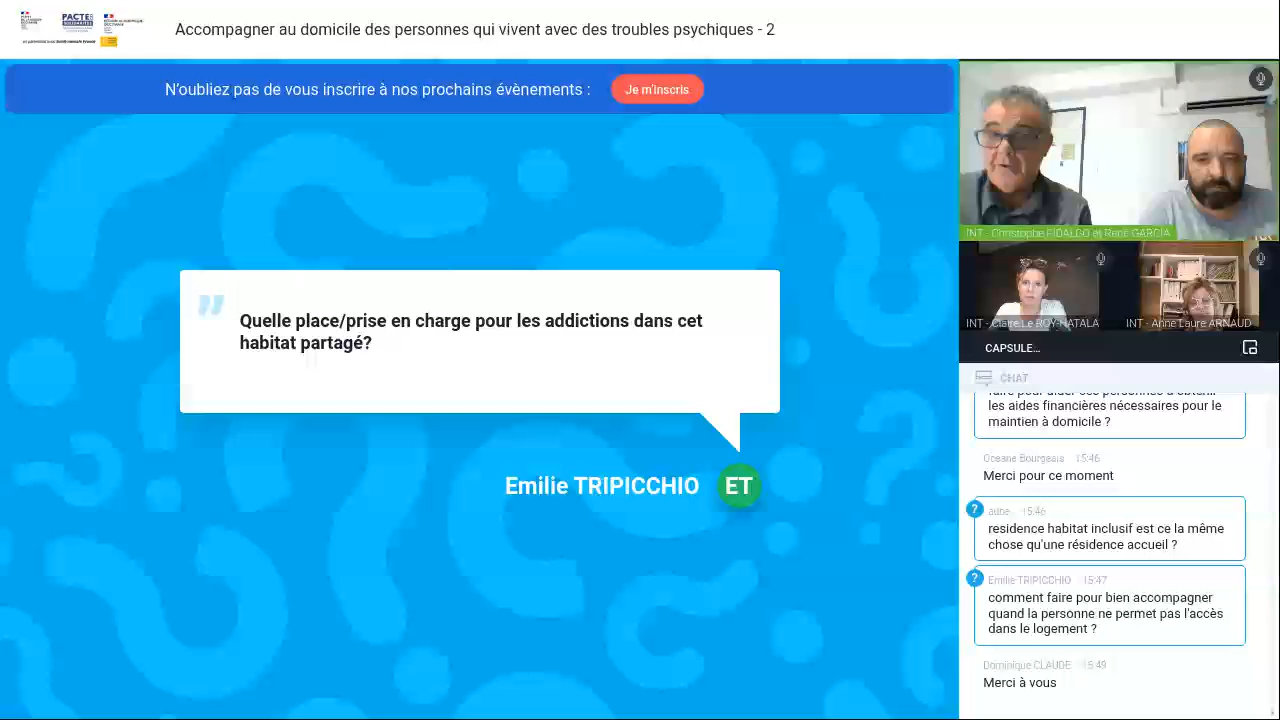 PACTE
SOLIDARITÉS
Accompagner au domicile des personnes qui vivent avec des troubles psychiques - 2
N'oubliez pas de vous inscrire à nos prochains évènements :
Je m'inscris
Quelle place/prise en charge pour les addictions dans cet
habitat partagé?
Emilie TRIPICCHIO
ET
INT - Christophe FIDALGO et René GARCIA
INT - Claire Le ROY-HATALA
INT - Anne Laure ARNAUD
CAPSULE...
CHAT
les aides financières nécessaires pour le
maintien à domicile ?
Oceane Bourgeais 15:46
Merci pour ce moment
?
15:46
residence habitat inclusif est ce la même
chose qu'une résidence accueil ?
?
Emilie TRIPICCHIO 15:47
comment faire pour bien accompagner
quand la personne ne permet pas l'accès
dans le logement ?
Dominique CLAUDE 15:49
Merci à vous